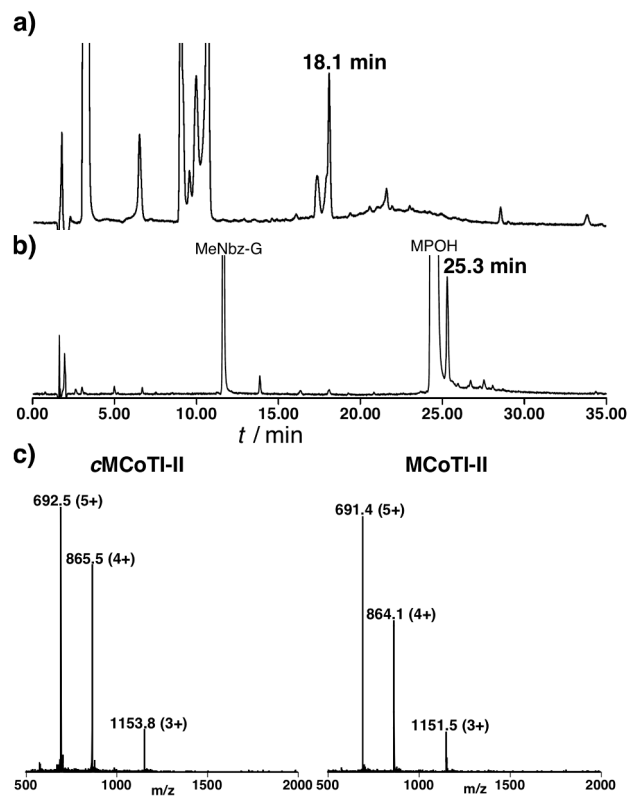 a)
18.1 min
b)
MeNbz-G
MPOH
25.3 min
0.00 5.00 10.00 15.00 20.00 25.00 30.00 35.00
t / min
c)
cMCoTI-II
MCoTI-II
692.5 (5+)
691.4 (5+)
865.5 (4+)
864.1 (4+)
1153.8 (3+)
1151.5 (3+)
500 1000 1500 2000
m/z
500 1000 1500 2000
m/z